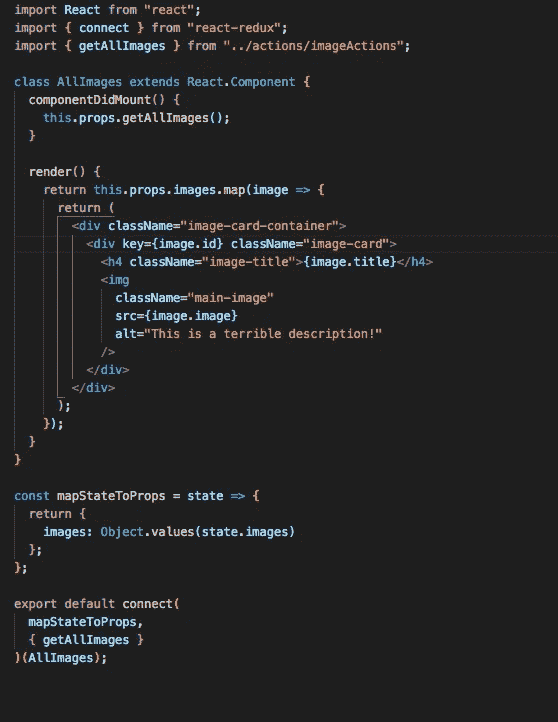 import React from "react";
import { connect } from "react-redux";
import { getAllImages } from "../actions/imageActions";

class AllImages extends React.Component {
  componentDidMount() {
    this.props.getAllImages();
  }

  render() {
    return this.props.images.map(image => {
      return (
        <div className="image-card-container">
          <div key={image.id} className="image-card">
            <h4 className="image-title">{image.title}</h4>
            <img
              className="main-image"
              src={image.image}
              alt="This is a terrible description!"
            />
          </div>
        </div>
      );
    });
  }
}

const mapStateToProps = state => {
  return {
    images: Object.values(state.images)
  };
};

export default connect(
  mapStateToProps,
  { getAllImages }
)(AllImages);